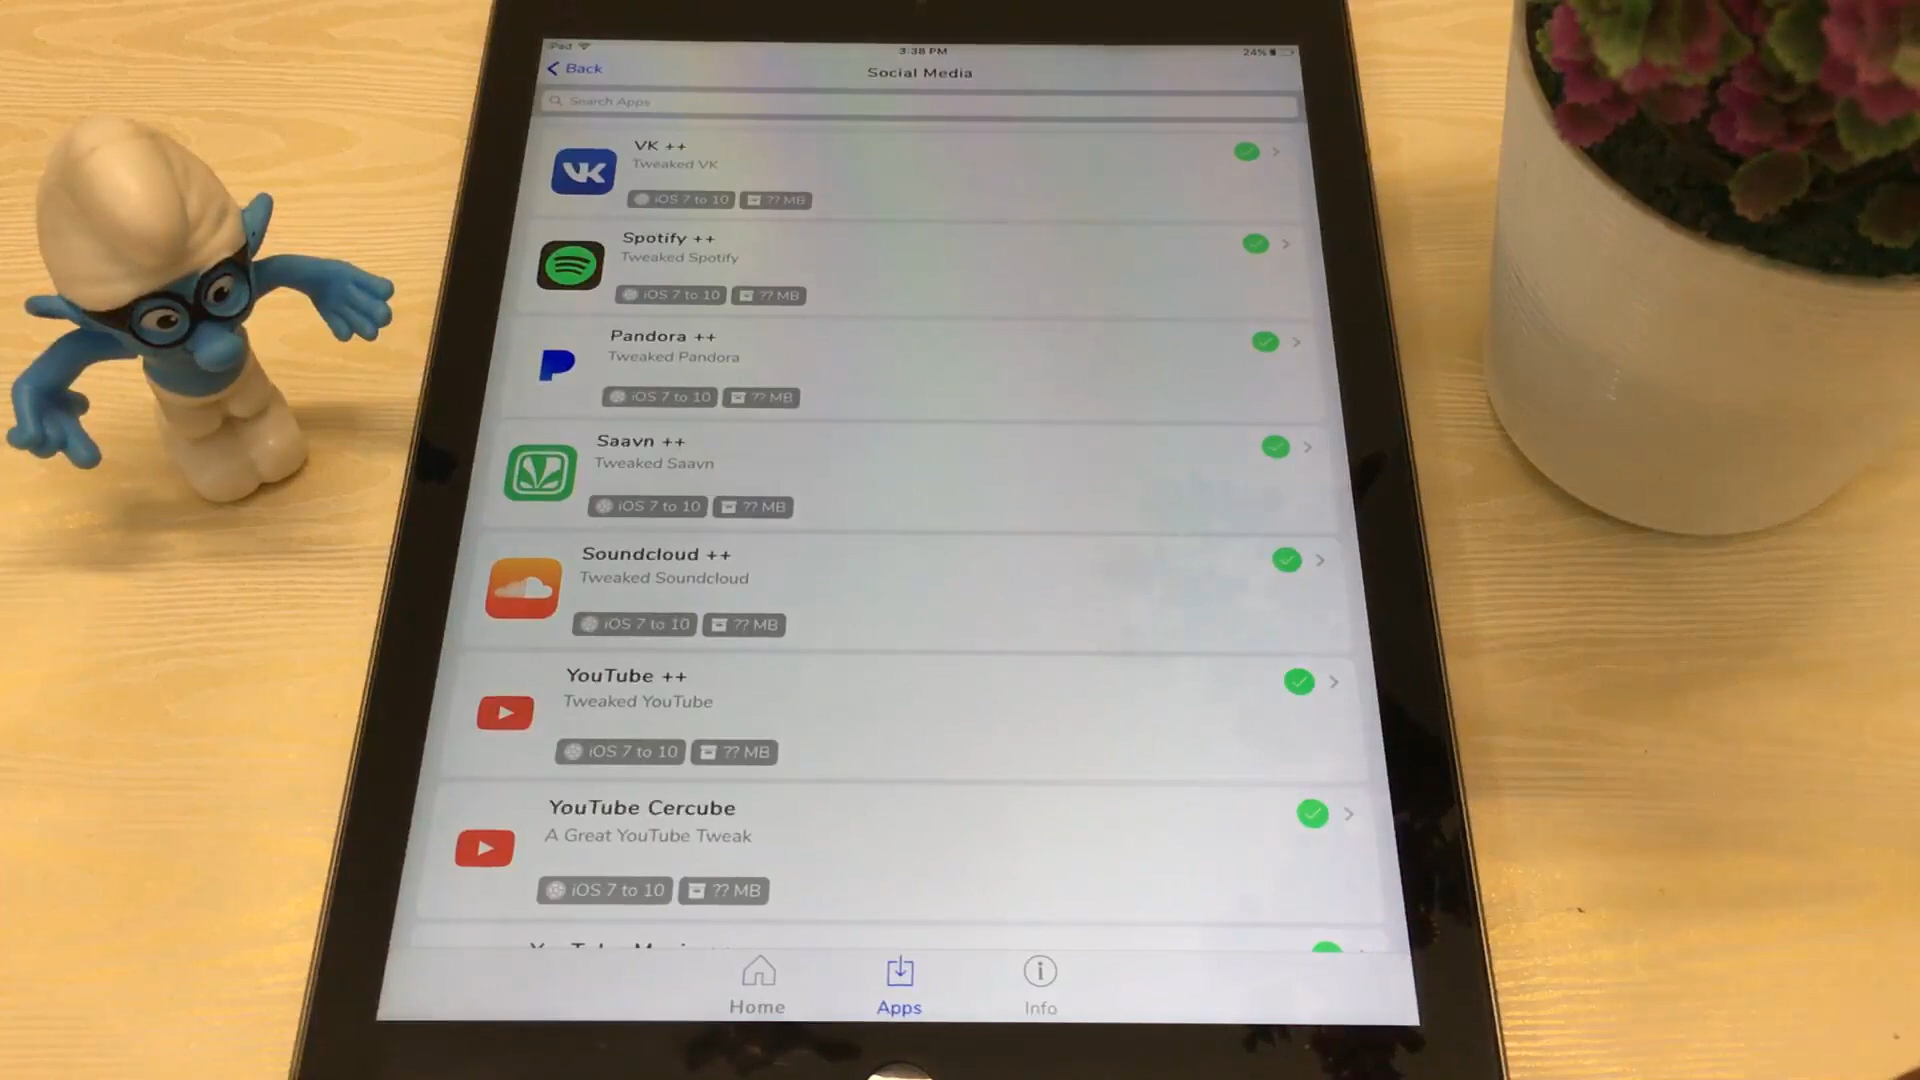 iPad
3:38 PM
24%
Back
Social Media
Search Apps
VK ++
Tweaked VK
iOS 7 to 10
?? MB
Spotify ++
Tweaked Spotify
iOS 7 to 10
?? MB
Pandora ++
Tweaked Pandora
iOS 7 to 10
?? MB
Saavn ++
Tweaked Saavn
iOS 7 to 10
?? MB
Soundcloud ++
Tweaked Soundcloud
iOS 7 to 10
?? MB
YouTube ++
Tweaked YouTube
iOS 7 to 10
?? MB
YouTube Cercube
A Great YouTube Tweak
iOS 7 to 10
?? MB
Home
Apps
Info